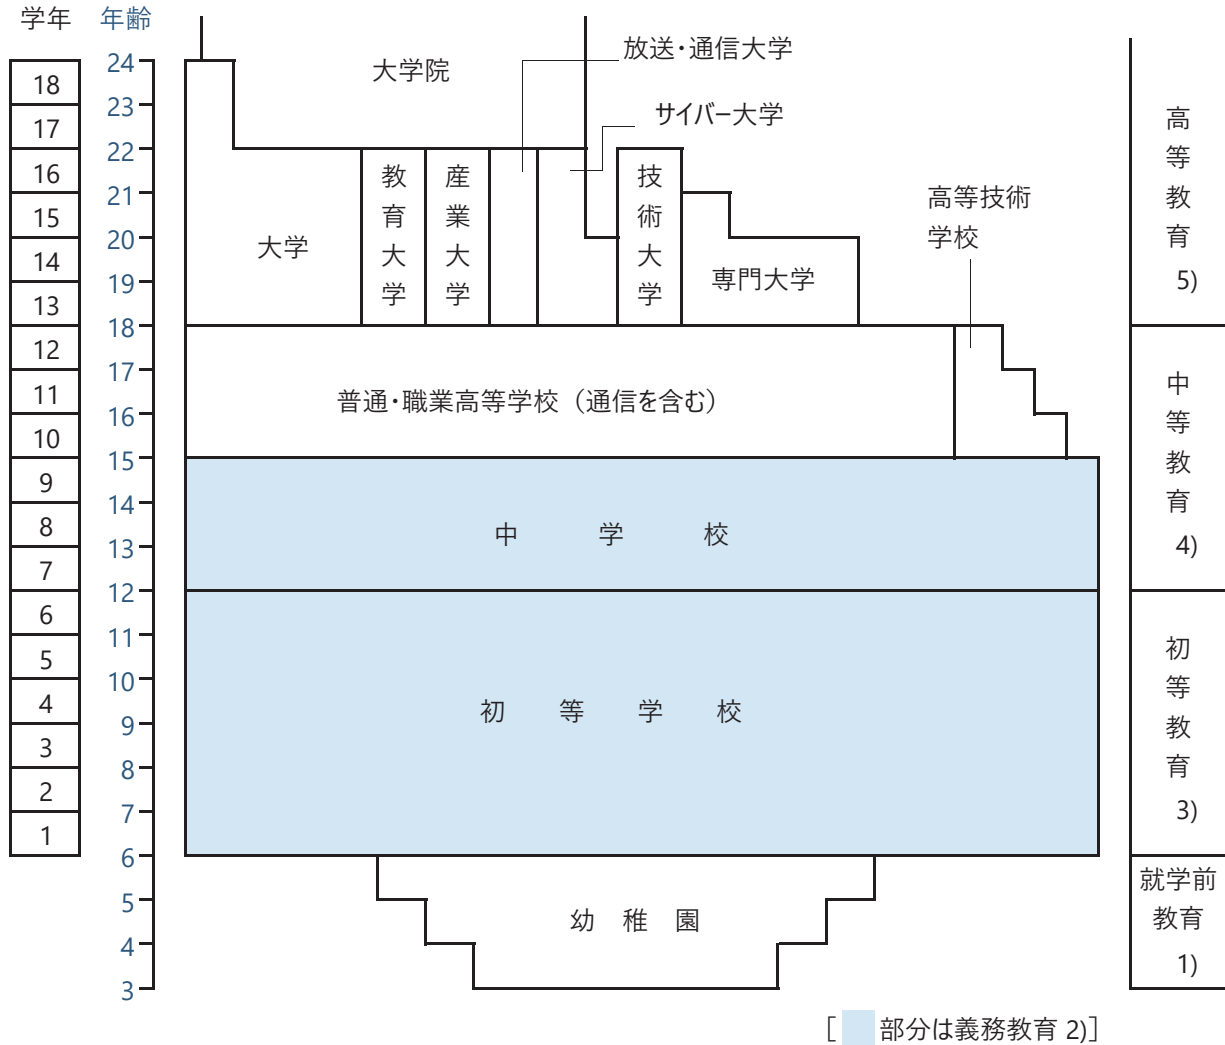 学年
年齢
24
18
23
17
22
16
21
15
20
14
19
13
18
12
17
11
16
10
15
9
14
8
13
7
12
6
11
5
10
4
9
3
8
2
7
1
6
5
4
3
大学院
放送・通信大学
サイバー大学
大学
教育大学
産業大学
技術大学
専門大学
高等技術
学校
普通・職業高等学校（通信を含む）
中学校
初等学校
幼稚園
高等教育
5)
中等教育
4)
初等教育
3)
就学前
教育
1)
[ 部分は義務教育 2)]